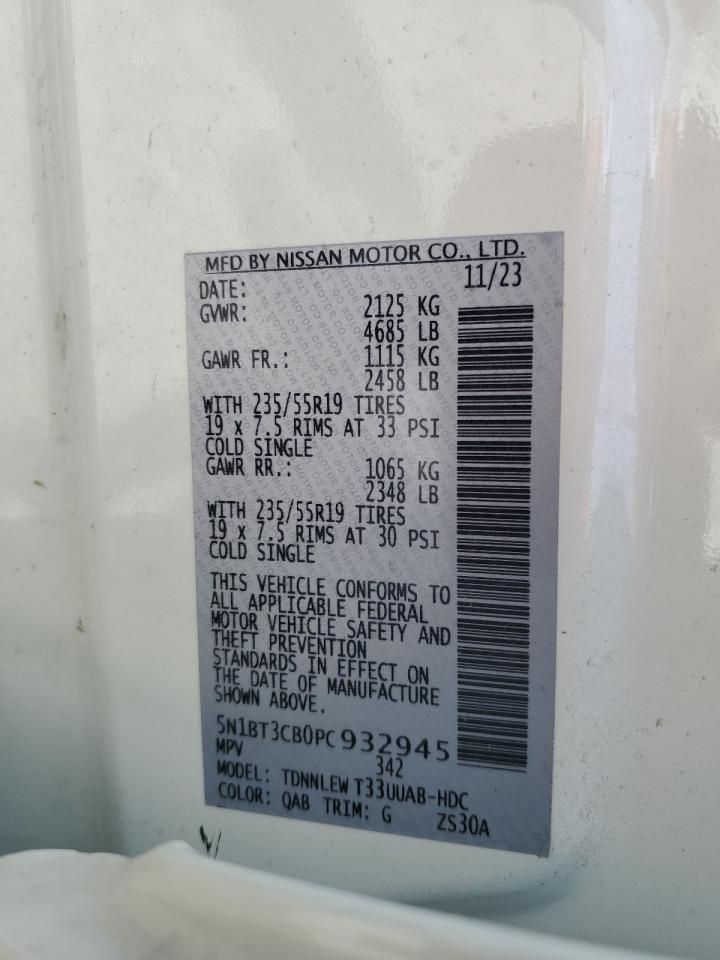 MFD BY NISSAN MOTOR CO., LTD.
DATE: 11/23
GVWR: 2125 KG
4685 LB
GAWR FR.: 1115 KG
2458 LB
WITH 235/55R19 TIRES
19 x 7.5 RIMS AT 33 PSI
COLD SINGLE
GAWR RR.: 1065 KG
2348 LB
WITH 235/55R19 TIRES
19 x 7.5 RIMS AT 30 PSI
COLD SINGLE
THIS VEHICLE CONFORMS TO
ALL APPLICABLE FEDERAL
MOTOR VEHICLE SAFETY AND
THEFT PREVENTION
STANDARDS IN EFFECT ON
THE DATE OF MANUFACTURE
SHOWN ABOVE.
5N1BT3CB0PC932945
MPV 342
MODEL: TDNNLEW T33UUAB-HDC
COLOR: QAB TRIM: G ZS30A